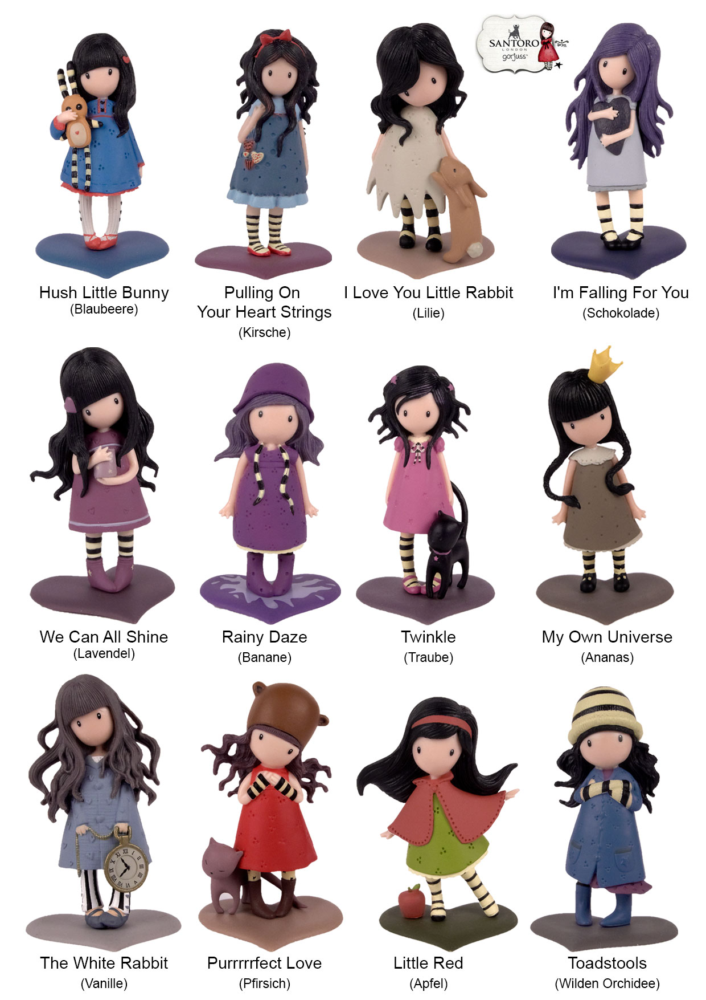 SANTORO
LONDON
gorjuss™
Hush Little Bunny
(Blaubeere)
Pulling On
Your Heart Strings
(Kirsche)
I Love You Little Rabbit
(Lilie)
I'm Falling For You
(Schokolade)
We Can All Shine
(Lavendel)
Rainy Daze
(Banane)
Twinkle
(Traube)
My Own Universe
(Ananas)
The White Rabbit
(Vanille)
Purrrrrfect Love
(Pfirsich)
Little Red
(Apfel)
Toadstools
(Wilden Orchidee)